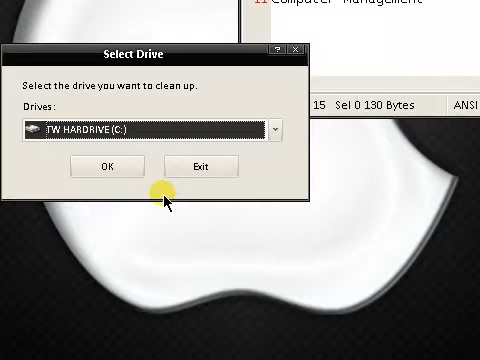 11 Computer Management
Select Drive
Select the drive you want to clean up.
Drives:
TW HARDRIVE (C:)
OK
Exit
15 Sel 0 130 Bytes ANSI